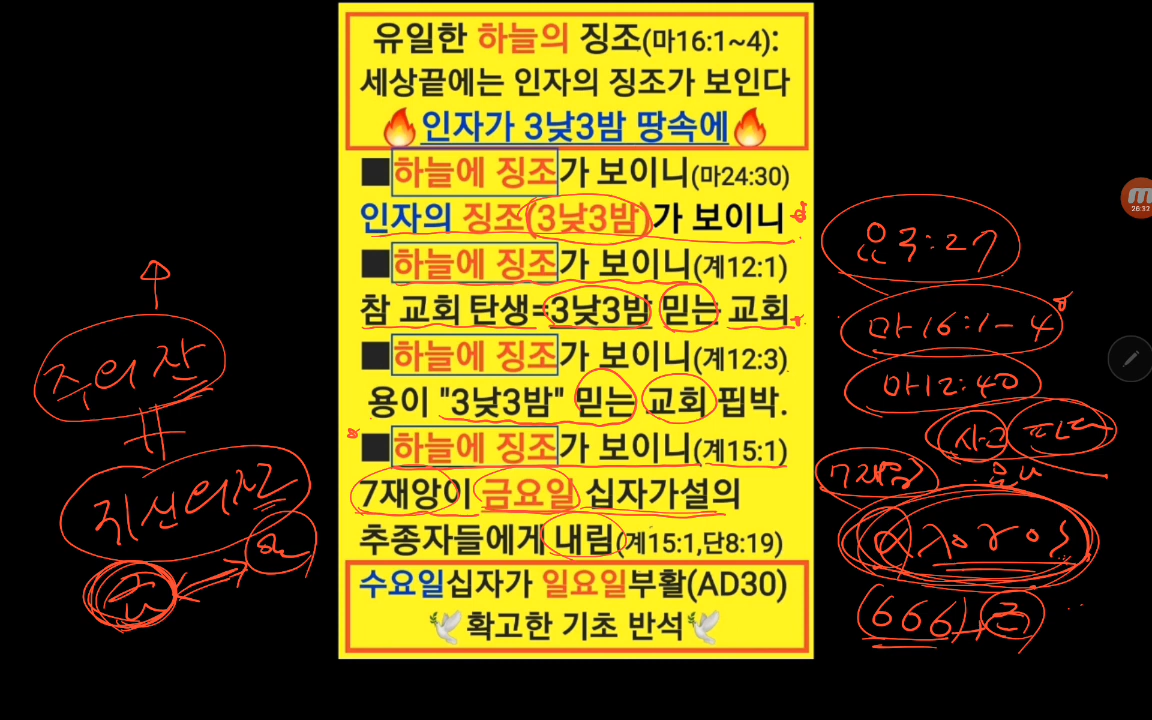 유일한 하늘의 징조(마16:1~4):
세상끝에는 인자의 징조가 보인다
🔥인자가 3낮3밤 땅속에🔥
■하늘에 징조가 보이니(마24:30)
인자의 징조(3낮3밤)가 보이니
■하늘에 징조가 보이니(계12:1)
참 교회 탄생=3낮3밤 믿는 교회
■하늘에 징조가 보이니(계12:3)
용이 "3낮3밤" 믿는 교회 핍박.
■하늘에 징조가 보이니(계15:1)
7재앙이 금요일 십자가설의
추종자들에게 내림(계15:1,단8:19)
수요일십자가 일요일부활(AD30)
🕊확고한 기초 반석🕊
주의 잔
귀신의 잔
수
요 3:27
마 16:1-4
마 12:40
7재앙
666
금
26:32